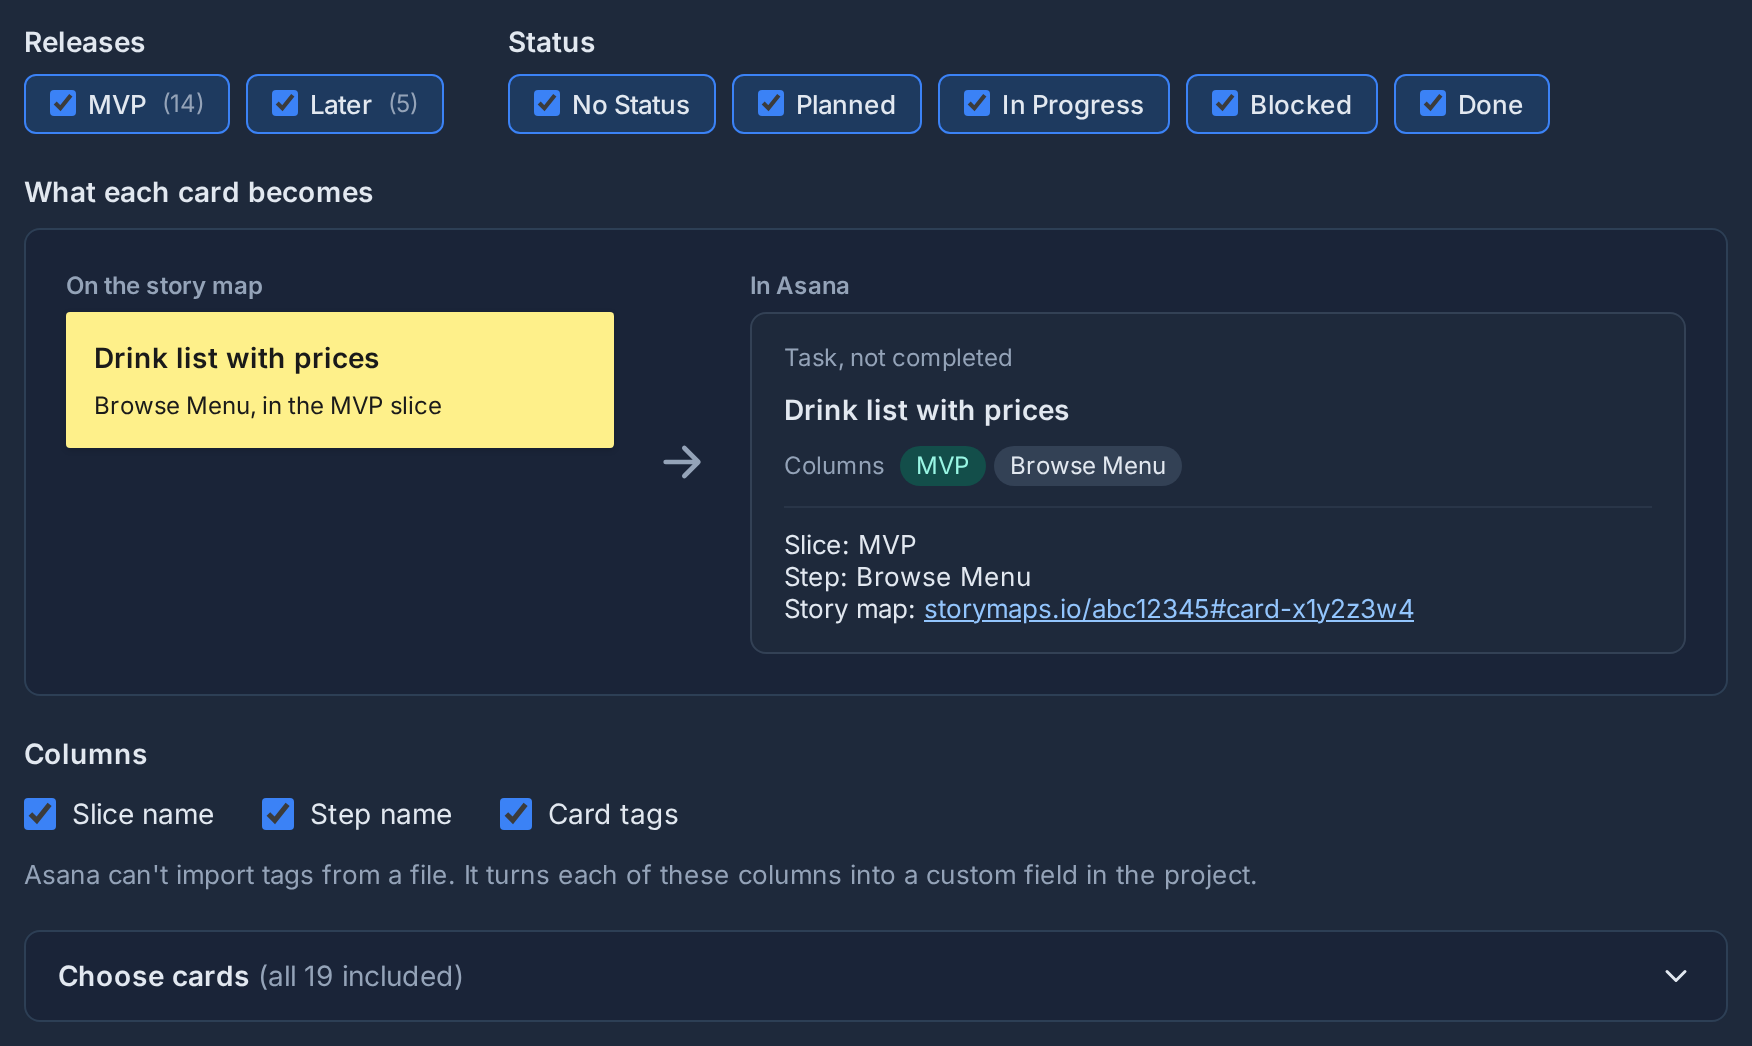 Releases
MVP (14)
Later (5)
Status
No Status
Planned
In Progress
Blocked
Done
What each card becomes
On the story map
Drink list with prices
Browse Menu, in the MVP slice
In Asana
Task, not completed
Drink list with prices
Columns MVP Browse Menu
Slice: MVP
Step: Browse Menu
Story map: storymaps.io/abc12345#card-x1y2z3w4
Columns
Slice name
Step name
Card tags
Asana can't import tags from a file. It turns each of these columns into a custom field in the project.
Choose cards (all 19 included)